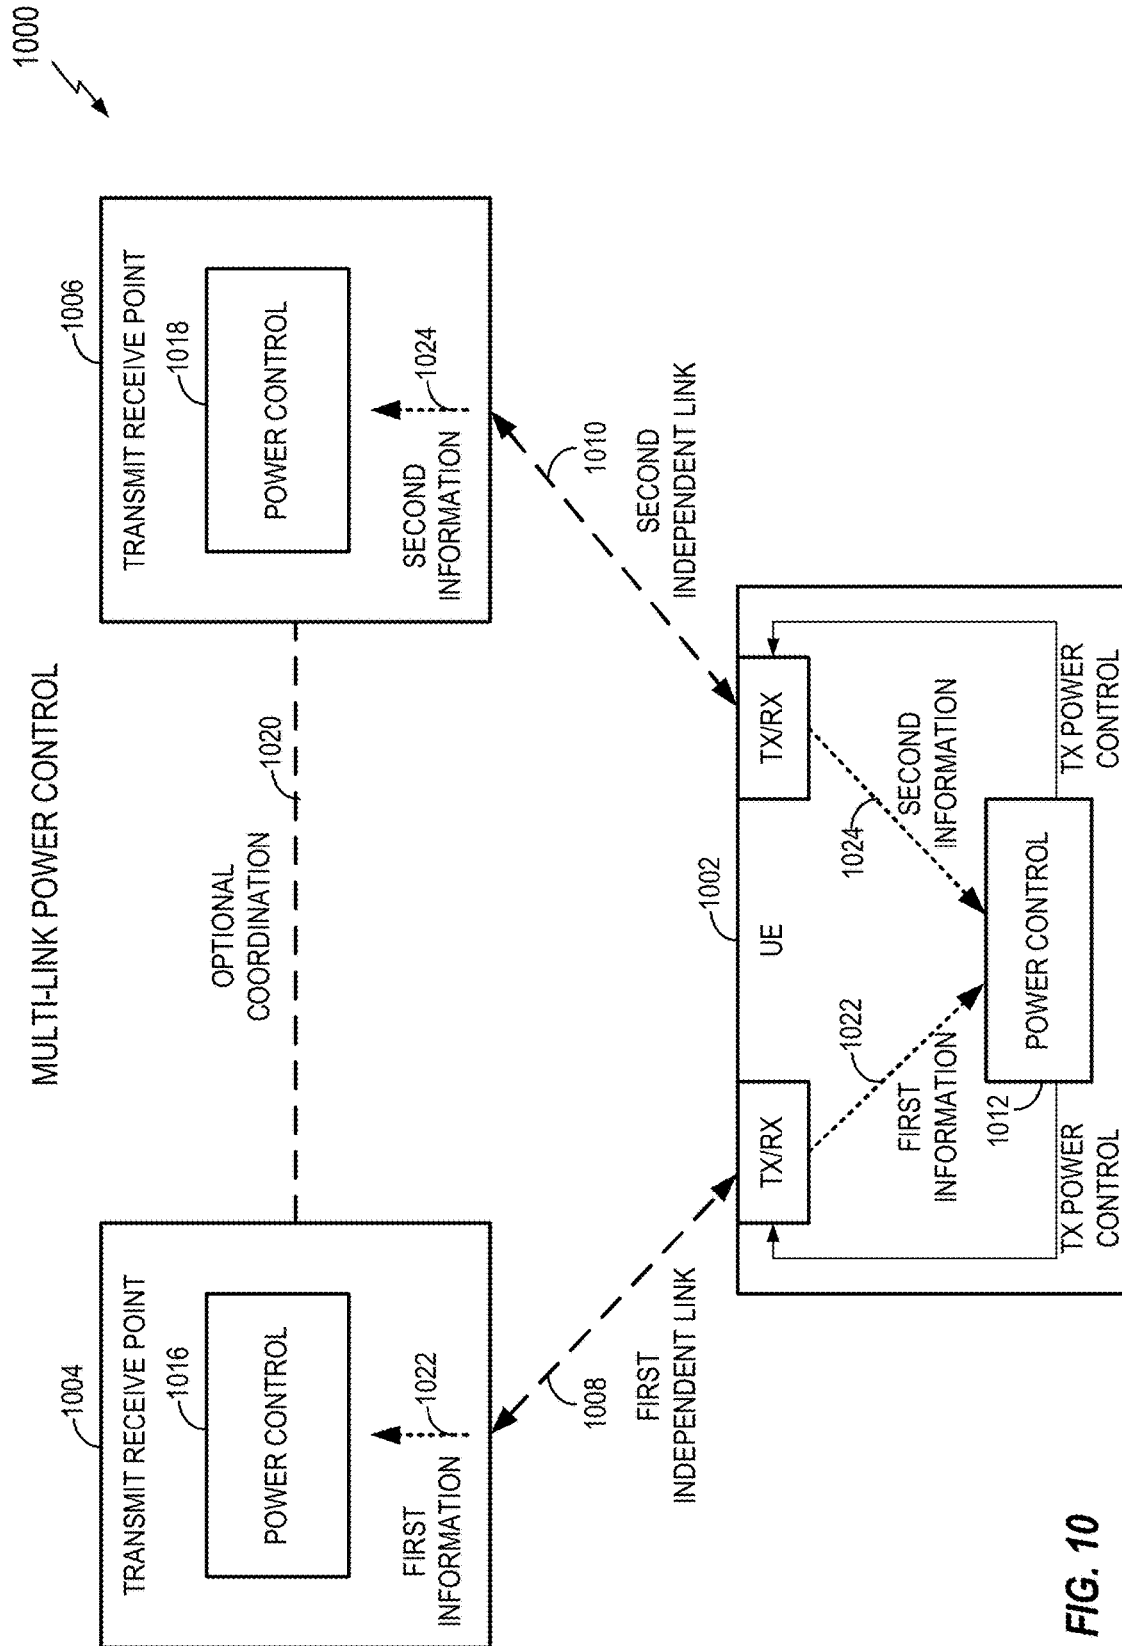 MULTI-LINK POWER CONTROL
1000
1004
TRANSMIT RECEIVE POINT
1016
POWER CONTROL
FIRST
INFORMATION
1022
OPTIONAL
COORDINATION
1020
1006
TRANSMIT RECEIVE POINT
1018
POWER CONTROL
SECOND
INFORMATION
1024
1008
FIRST
INDEPENDENT LINK
1010
SECOND
INDEPENDENT LINK
1002
UE
TX/RX
TX/RX
1022
FIRST
INFORMATION
1024
SECOND
INFORMATION
1012
POWER CONTROL
TX POWER
CONTROL
TX POWER
CONTROL
FIG. 10